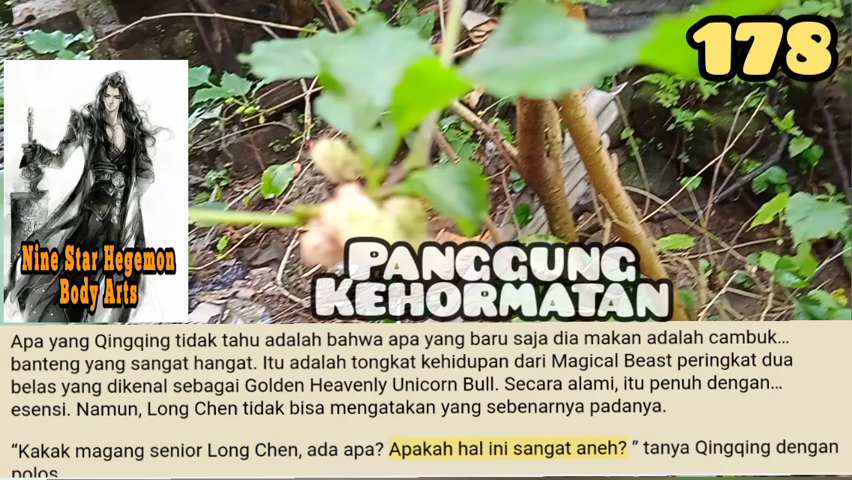 178
Nine Star Hegemon
Body Arts
PANGGUNG
KEHORMATAN
Apa yang Qingqing tidak tahu adalah bahwa apa yang baru saja dia makan adalah cambuk…
banteng yang sangat hangat. Itu adalah tongkat kehidupan dari Magical Beast peringkat dua
belas yang dikenal sebagai Golden Heavenly Unicorn Bull. Secara alami, itu penuh dengan…
esensi. Namun, Long Chen tidak bisa mengatakan yang sebenarnya padanya.
“Kakak magang senior Long Chen, ada apa? Apakah hal ini sangat aneh? ” tanya Qingqing dengan
polos